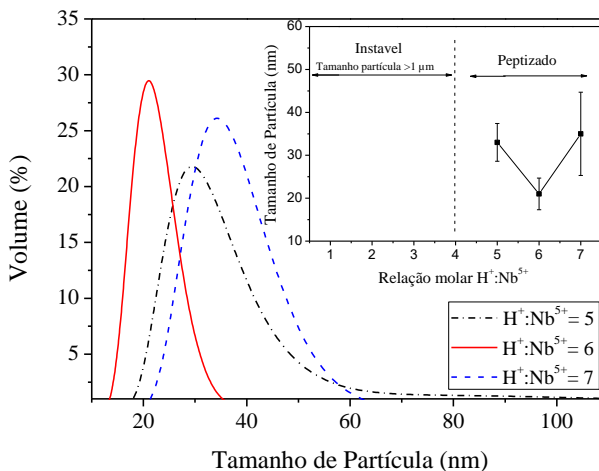 35
30
25
20
15
10
5
Volume (%)
20
40
60
80
100
Tamanho de Partícula (nm)
60
50
40
30
20
10
Tamanho de Partícula (nm)
Instavel
Tamanho partícula >1 µm
Peptizado
1
2
3
4
5
6
7
Relação molar H⁺:Nb⁵⁺
H⁺:Nb⁵⁺= 5
H⁺:Nb⁵⁺= 6
H⁺:Nb⁵⁺= 7